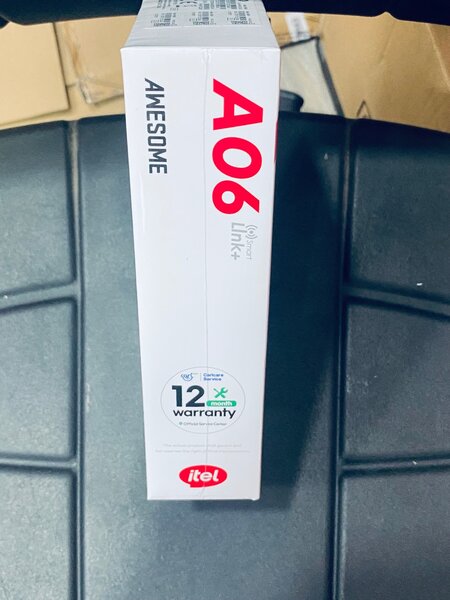 A06
AWESOME
Smart
Link+
Carlcare
Service
12
month
warranty
Official Service Center
itel